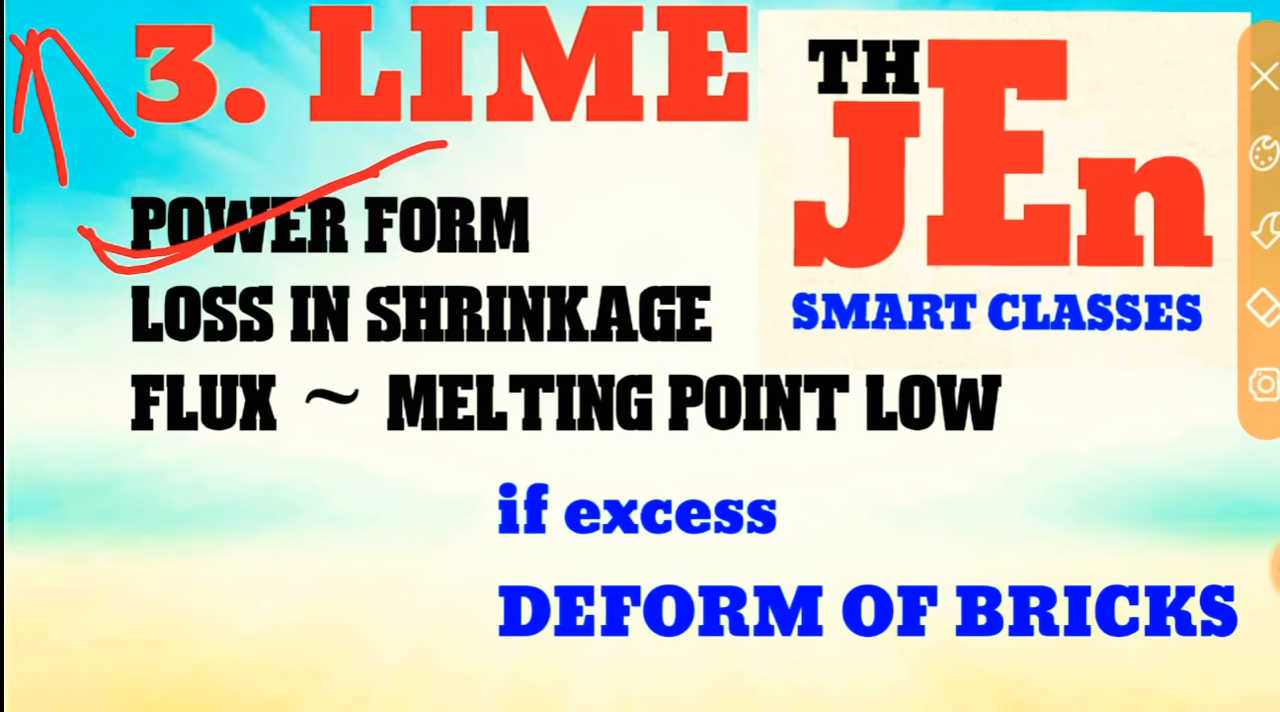 3. LIME
TH
JEn
SMART CLASSES
POWER FORM
LOSS IN SHRINKAGE
FLUX ~ MELTING POINT LOW
if excess
DEFORM OF BRICKS